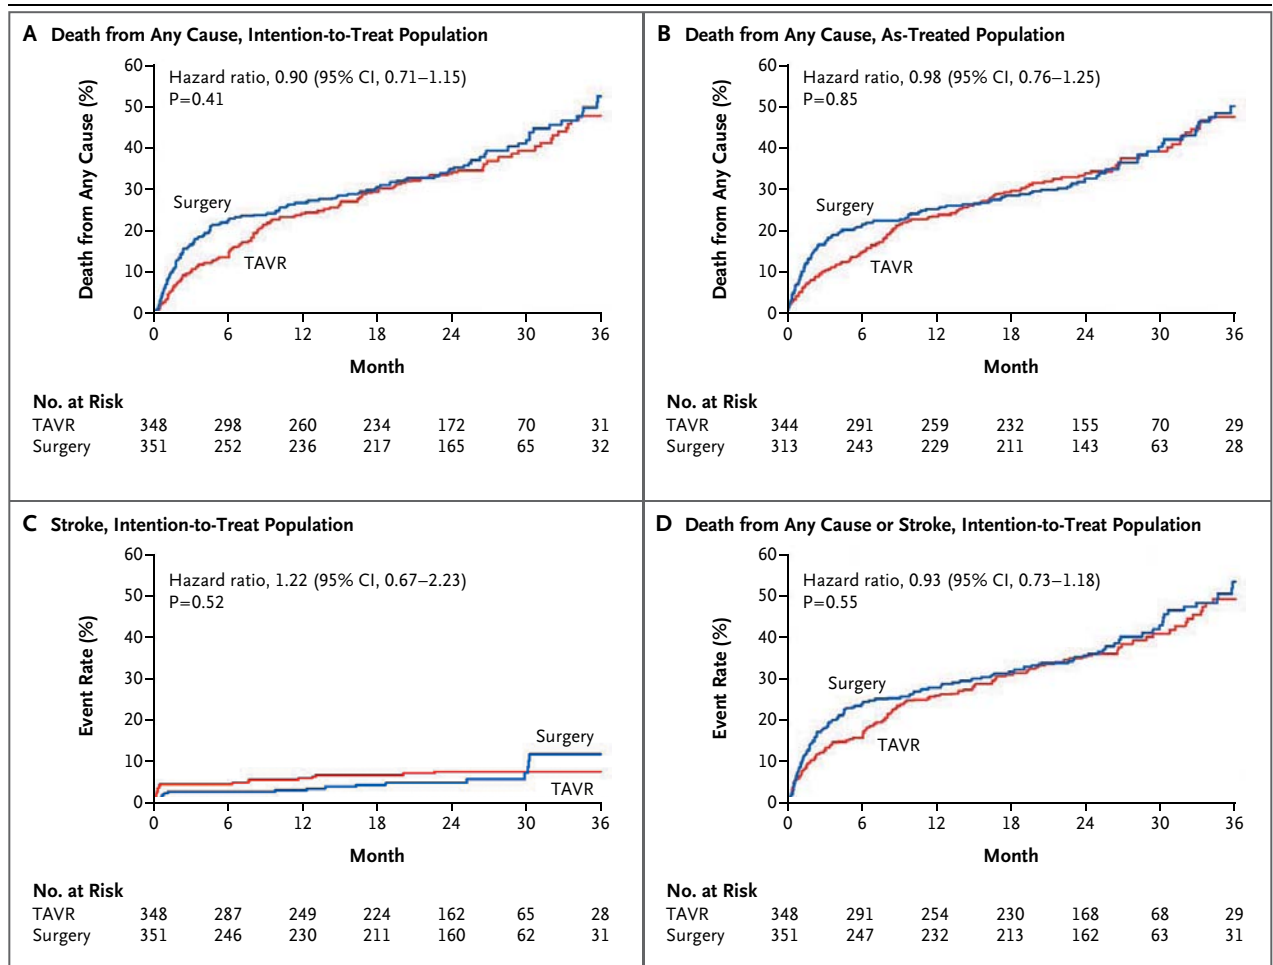 A Death from Any Cause, Intention-to-Treat Population
60
50
40
30
20
10
0
Death from Any Cause (%)
Hazard ratio, 0.90 (95% CI, 0.71–1.15)
P=0.41
Surgery
TAVR
0 6 12 18 24 30 36
Month
No. at Risk
TAVR 348 298 260 234 172 70 31
Surgery 351 252 236 217 165 65 32
B Death from Any Cause, As-Treated Population
60
50
40
30
20
10
0
Death from Any Cause (%)
Hazard ratio, 0.98 (95% CI, 0.76–1.25)
P=0.85
Surgery
TAVR
0 6 12 18 24 30 36
Month
No. at Risk
TAVR 344 291 259 232 155 70 29
Surgery 313 243 229 211 143 63 28
C Stroke, Intention-to-Treat Population
60
50
40
30
20
10
0
Event Rate (%)
Hazard ratio, 1.22 (95% CI, 0.67–2.23)
P=0.52
Surgery
TAVR
0 6 12 18 24 30 36
Month
No. at Risk
TAVR 348 287 249 224 162 65 28
Surgery 351 246 230 211 160 62 31
D Death from Any Cause or Stroke, Intention-to-Treat Population
60
50
40
30
20
10
0
Event Rate (%)
Hazard ratio, 0.93 (95% CI, 0.73–1.18)
P=0.55
Surgery
TAVR
0 6 12 18 24 30 36
Month
No. at Risk
TAVR 348 291 254 230 168 68 29
Surgery 351 247 232 213 162 63 31